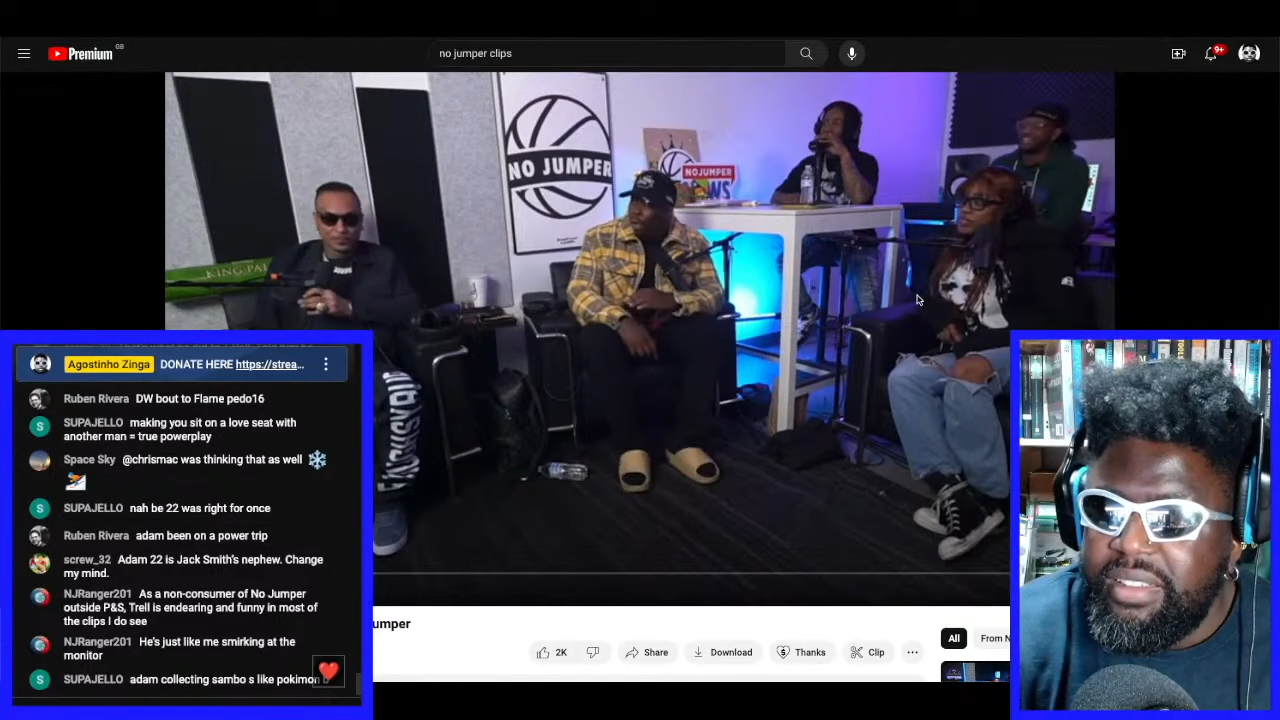 Premium
GB
no jumper clips
9+
NO JUMPER
NOJUMPER
NEWS
KING PA
Agostinho Zinga DONATE HERE https://strea...
Ruben Rivera DW bout to Flame pedo16
SUPAJELLO making you sit on a love seat with
another man = true powerplay
Space Sky @chrismac was thinking that as well
SUPAJELLO nah be 22 was right for once
Ruben Rivera adam been on a power trip
screw_32 Adam 22 is Jack Smith's nephew. Change
my mind.
NJRanger201 As a non-consumer of No Jumper
outside P&S, Trell is endearing and funny in most of
the clips I do see
NJRanger201 He's just like me smirking at the
monitor
SUPAJELLO adam collecting sambo s like pokimon
umper
2K
Share
Download
Thanks
Clip
All
From N